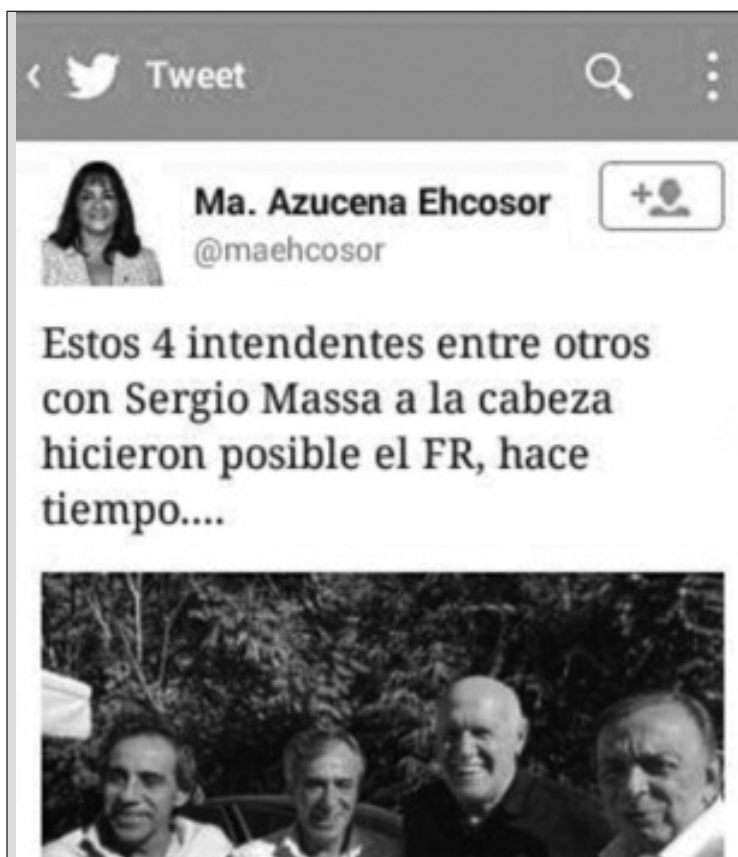 Tweet
Ma. Azucena Ehcosor
@maehcosor
Estos 4 intendentes entre otros
con Sergio Massa a la cabeza
hicieron posible el FR, hace
tiempo....